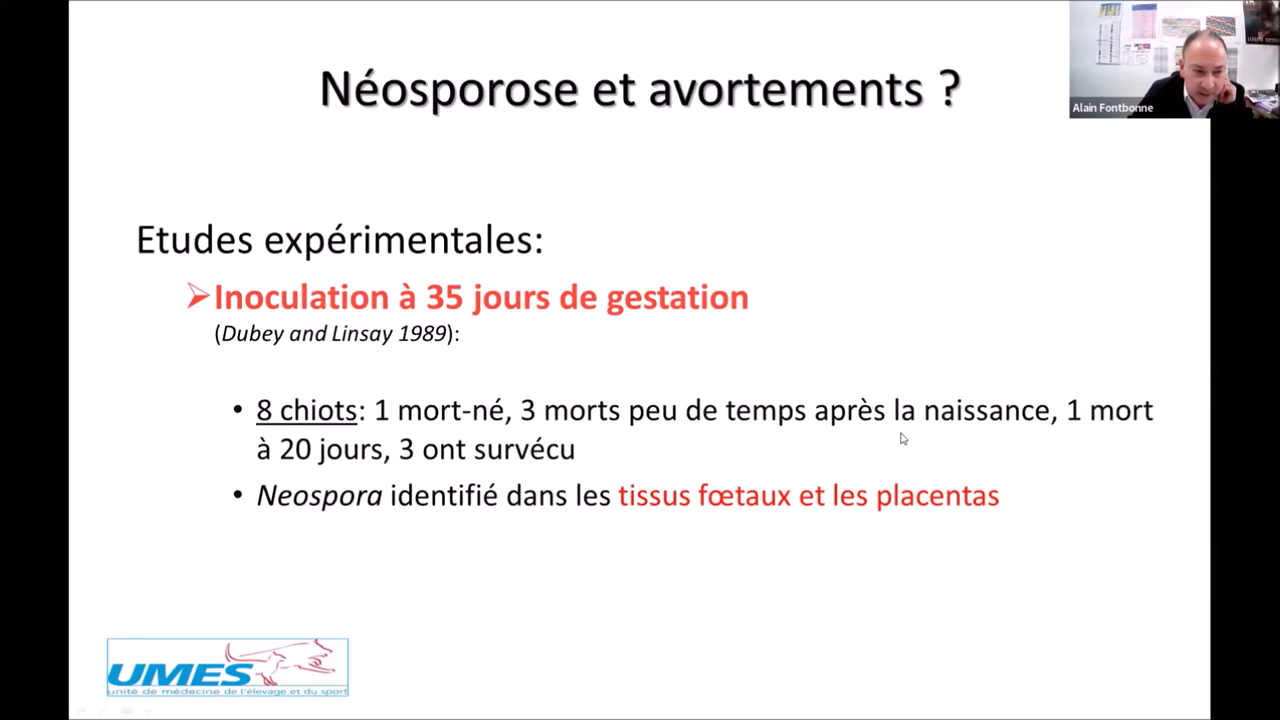 Néosporose et avortements ?
Alain Fontbonne
Etudes expérimentales:
Inoculation à 35 jours de gestation
(Dubey and Linsay 1989):
• 8 chiots: 1 mort-né, 3 morts peu de temps après la naissance, 1 mort
à 20 jours, 3 ont survécu
• Neospora identifié dans les tissus fœtaux et les placentas
UMES
unité de médecine de l'élevage et du sport